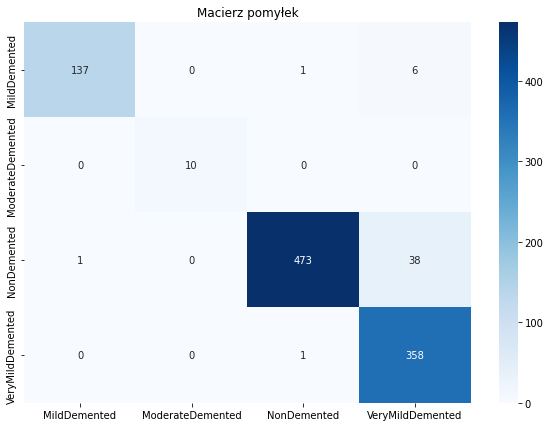 Macierz pomyłek
MildDemented
137 0 1 6
ModerateDemented
0 10 0 0
NonDemented
1 0 473 38
VeryMildDemented
0 0 1 358
MildDemented ModerateDemented NonDemented VeryMildDemented
400
300
200
100
0